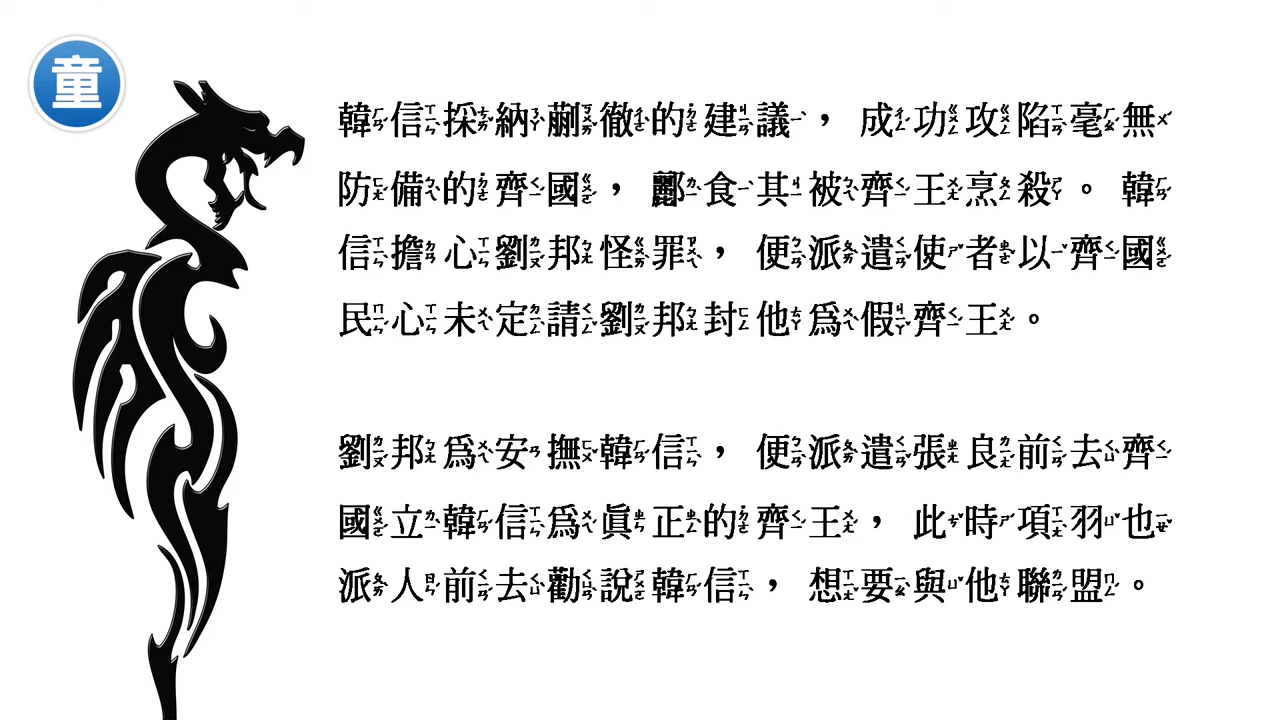 童
韓信採納蒯徹的建議，成功攻陷毫無
防備的齊國，酈食其被齊王烹殺。韓
信擔心劉邦怪罪，便派遣使者以齊國
民心未定請劉邦封他為假齊王。
劉邦為安撫韓信，便派遣張良前去齊
國立韓信為真正的齊王，此時項羽也
派人前去勸說韓信，想要與他聯盟。